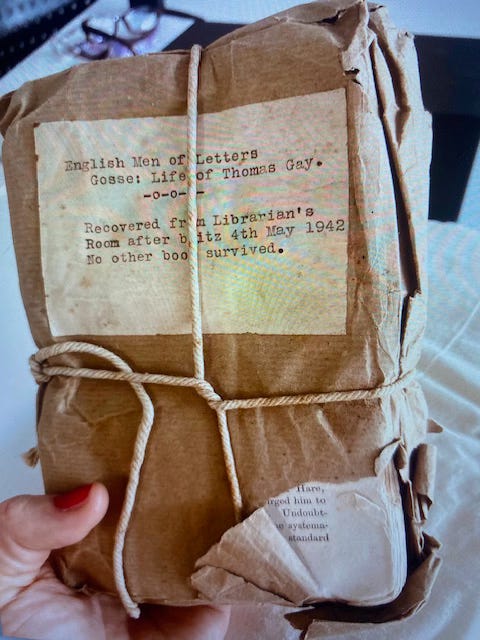 English Men of Letters
Gosse: Life of Thomas Gay.
-o-o-
Recovered from Librarian's
Room after blitz 4th May 1942
No other book survived.
Hare,
rged him to
Undoubt-
systema-
standard